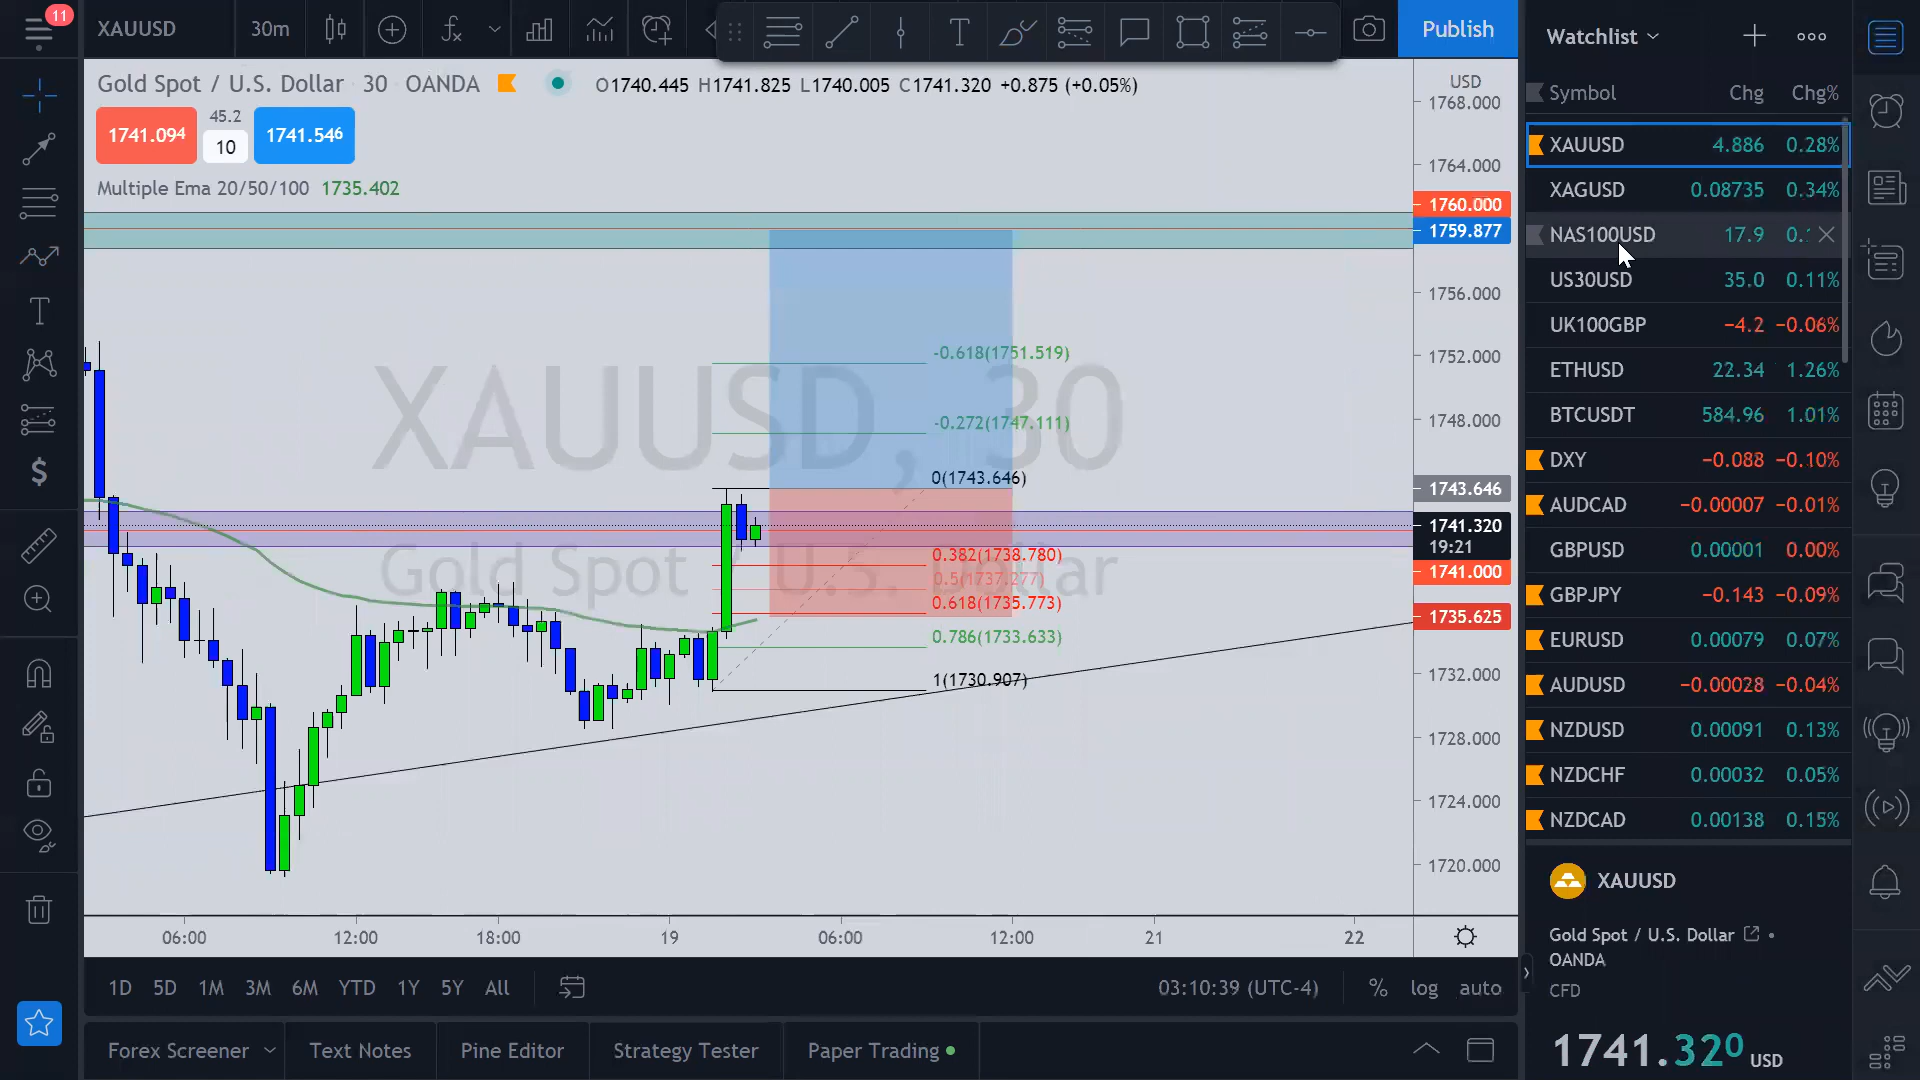 11
XAUUSD
30m
Publish
Gold Spot / U.S. Dollar 30 OANDA
O1740.445 H1741.825 L1740.005 C1741.320 +0.875 (+0.05%)
1741.094
45.2
10
1741.546
Multiple Ema 20/50/100 1735.402
USD
1768.000
1764.000
1760.000
1759.877
1756.000
1752.000
1748.000
1743.646
1741.320
19:21
1741.000
1735.625
1732.000
1728.000
1724.000
1720.000
XAUUSD, 30
Gold Spot / U.S. Dollar
-0.618(1751.519)
-0.272(1747.111)
0(1743.646)
0.382(1738.780)
0.5(1737.277)
0.618(1735.773)
0.786(1733.633)
1(1730.907)
06:00 12:00 18:00 19 06:00 12:00 21 22
1D 5D 1M 3M 6M YTD 1Y 5Y All
03:10:39 (UTC-4) % log auto
Forex Screener Text Notes Pine Editor Strategy Tester Paper Trading
Watchlist
Symbol Chg Chg%
XAUUSD 4.886 0.28%
XAGUSD 0.08735 0.34%
NAS100USD 17.9
US30USD 35.0 0.11%
UK100GBP −4.2 −0.06%
ETHUSD 22.34 1.26%
BTCUSDT 584.96 1.01%
DXY −0.088 −0.10%
AUDCAD −0.00007 −0.01%
GBPUSD 0.00001 0.00%
GBPJPY −0.143 −0.09%
EURUSD 0.00079 0.07%
AUDUSD −0.00028 −0.04%
NZDUSD 0.00091 0.13%
NZDCHF 0.00032 0.05%
NZDCAD 0.00138 0.15%
XAUUSD
Gold Spot / U.S. Dollar
OANDA
CFD
1741.320 USD